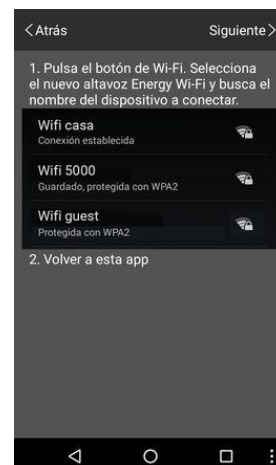 <Atrás
Siguiente>
1. Pulsa el botón de Wi-Fi. Selecciona
el nuevo altavoz Energy Wi-Fi y busca el
nombre del dispositivo a conectar.
Wifi casa
Conexión establecida
Wifi 5000
Guardado, protegida con WPA2
Wifi guest
Protegida con WPA2
2. Volver a esta app